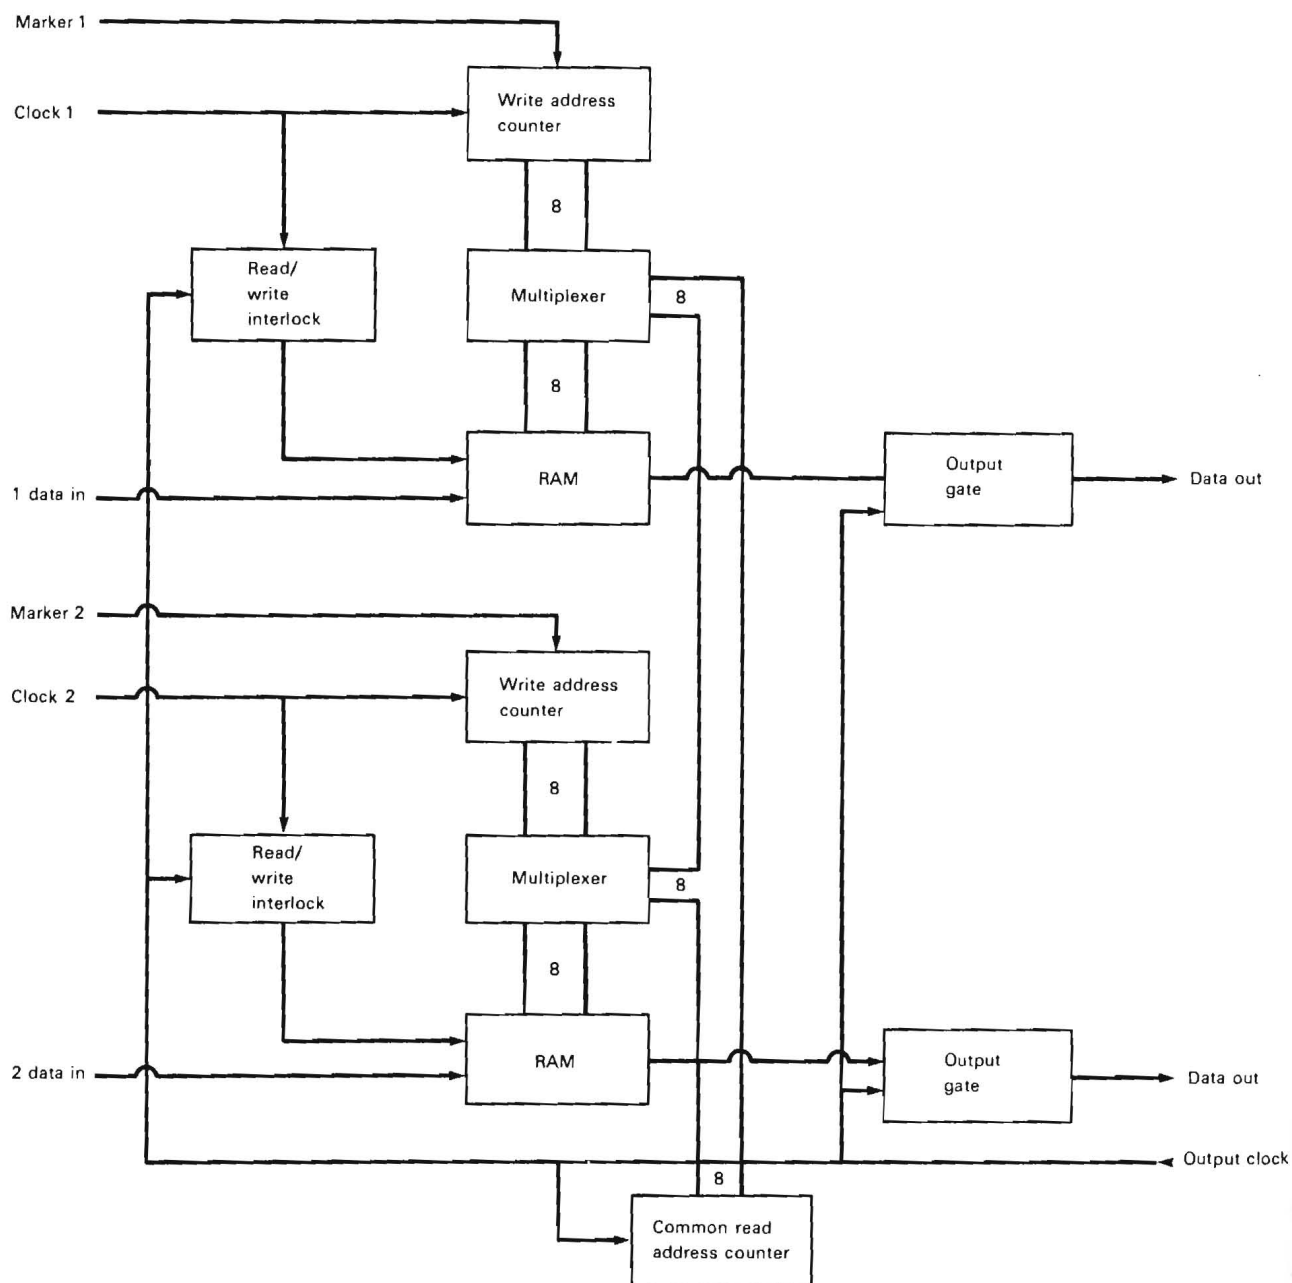 Marker 1
Clock 1
Write address
counter
8
Read/
write
interlock
Multiplexer
8
8
1 data in
RAM
Output
gate
Data out
Marker 2
Clock 2
Write address
counter
8
Read/
write
interlock
Multiplexer
8
8
2 data in
RAM
Output
gate
Data out
Output clock
8
Common read
address counter